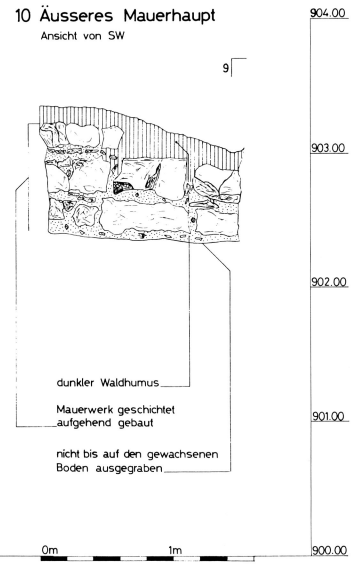 10 Äusseres Mauerhaupt
Ansicht von SW
904.00
9
903.00
902.00
dunkler Waldhumus
Mauerwerk geschichtet
aufgehend gebaut
901.00
nicht bis auf den gewachsenen
Boden ausgegraben
0m 1m
900.00